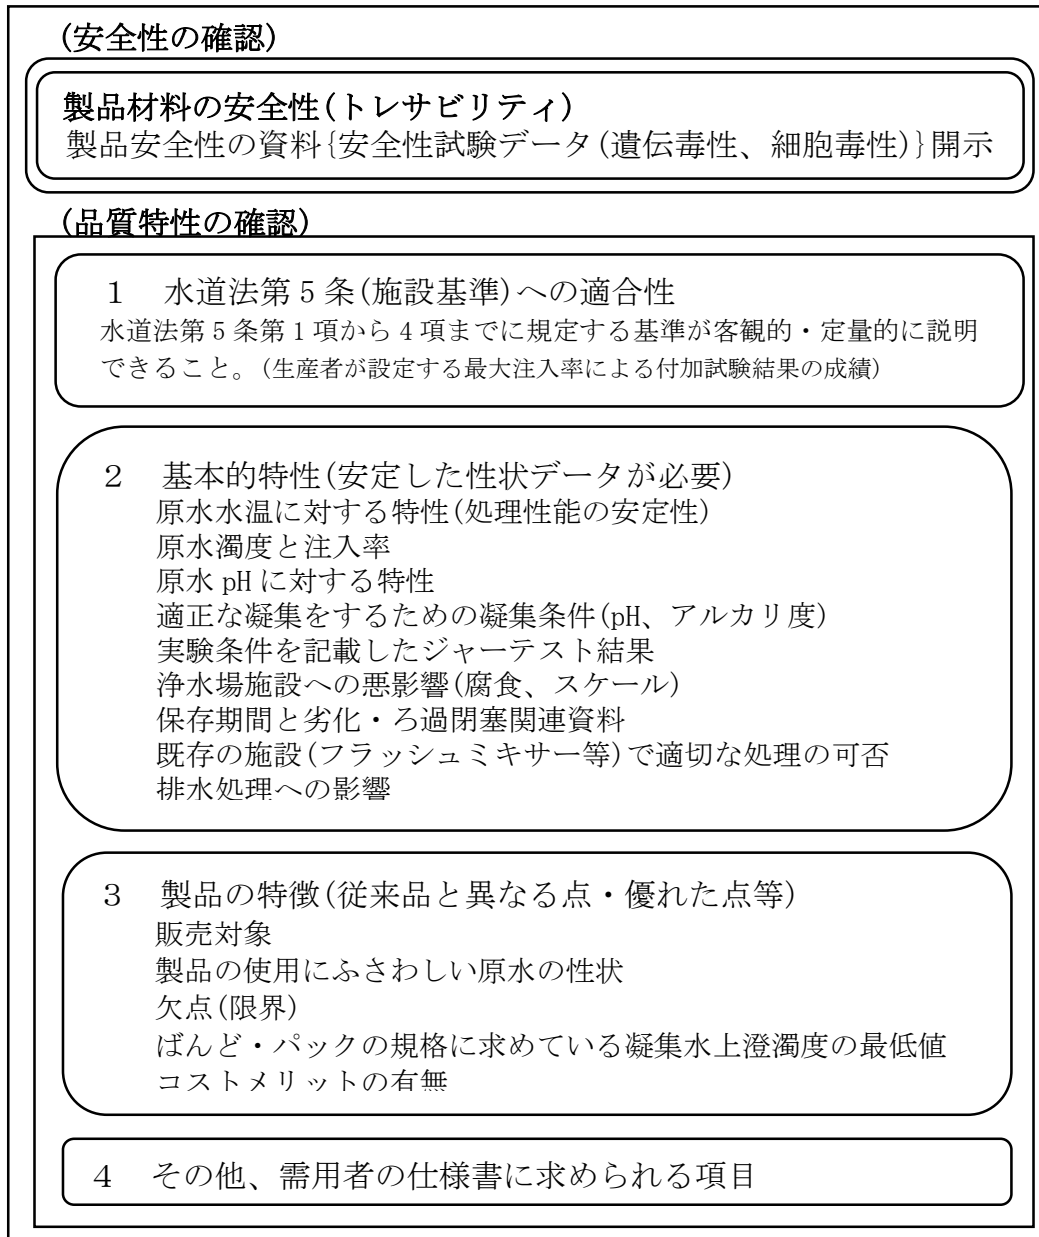 (安全性の確認)
製品材料の安全性(トレサビリティ)
製品安全性の資料{安全性試験データ(遺伝毒性、細胞毒性)}開示
(品質特性の確認)
1 水道法第5条(施設基準)への適合性
水道法第5条第1項から4項までに規定する基準が客観的・定量的に説明
できること。(生産者が設定する最大注入率による付加試験結果の成績)
2 基本的特性(安定した性状データが必要)
原水水温に対する特性(処理性能の安定性)
原水濁度と注入率
原水pHに対する特性
適正な凝集をするための凝集条件(pH、アルカリ度)
実験条件を記載したジャーテスト結果
浄水場施設への悪影響(腐食、スケール)
保存期間と劣化・ろ過閉塞関連資料
既存の施設(フラッシュミキサー等)で適切な処理の可否
排水処理への影響
3 製品の特徴(従来品と異なる点・優れた点等)
販売対象
製品の使用にふさわしい原水の性状
欠点(限界)
ばんど・パックの規格に求めている凝集水上澄濁度の最低値
コストメリットの有無
4 その他、需用者の仕様書に求められる項目